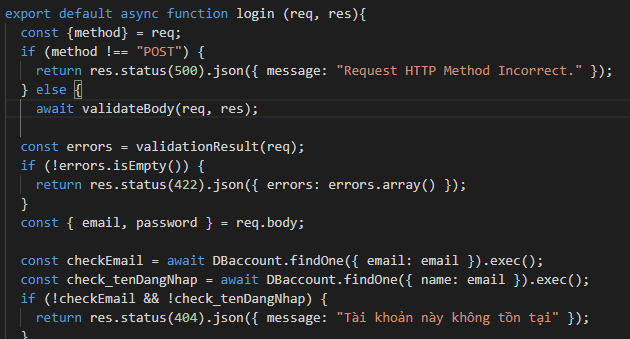 export default async function login (req, res){
const {method} = req;
if (method !== "POST") {
return res.status(500).json({ message: "Request HTTP Method Incorrect." });
} else {
await validateBody(req, res);
const errors = validationResult(req);
if (!errors.isEmpty()) {
return res.status(422).json({ errors: errors.array() });
}
const { email, password } = req.body;
const checkEmail = await DBaccount.findOne({ email: email }).exec();
const check_tenDangNhap = await DBaccount.findOne({ name: email }).exec();
if (!checkEmail && !check_tenDangNhap) {
return res.status(404).json({ message: "Tài khoản này không tồn tại" });
}